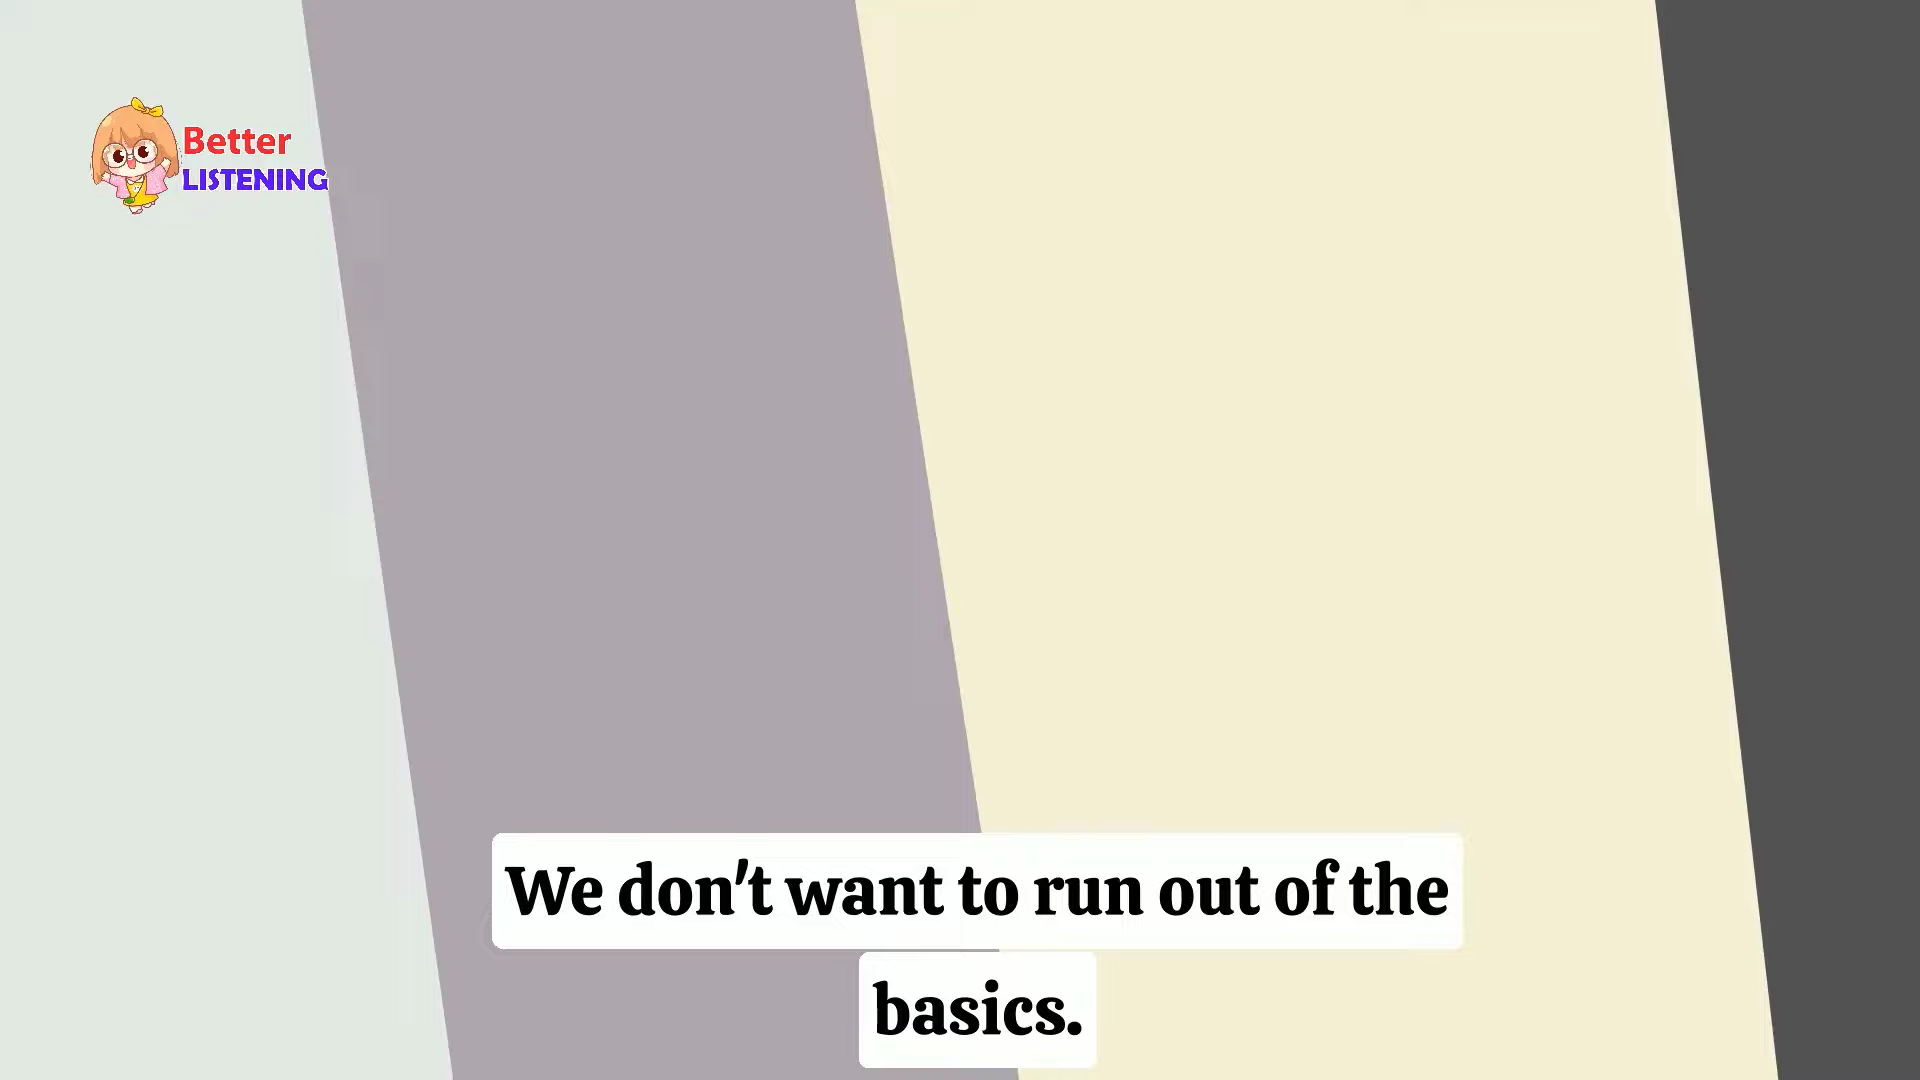 Better
LISTENING
We don't want to run out of the
basics.